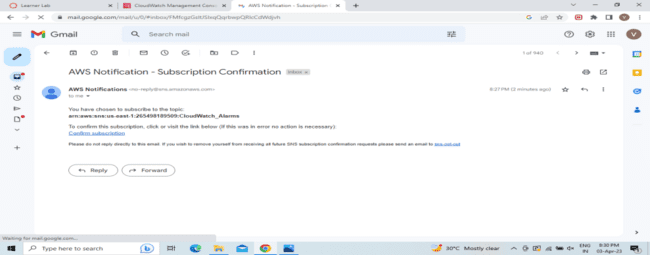 Learner Lab
CloudWatch Management Conso
AWS Notification - Subscription
mail.google.com/mail/u/0/#inbox/
Gmail
Search mail
V
1 of 940
AWS Notification - Subscription Confirmation
Inbox x
AWS Notifications <no-reply@sns.amazonaws.com>
9:27 PM (2 minutes ago)
to me
You have chosen to subscribe to the topic:
arn:aws:sns:us-east-1:265498189509:CloudWatch_Alarms
To confirm this subscription, click or visit the link below (If this was in error no action is necessary):
Confirm subscription
Please do not reply directly to this email. If you wish to remove yourself from receiving all future SNS subscription confirmation requests please send an email to sns-opt-out
Reply
Forward
Waiting for mail.google.com...
Type here to search
30°C Mostly clear
ENG
IN
9:30 PM
03-Apr-23